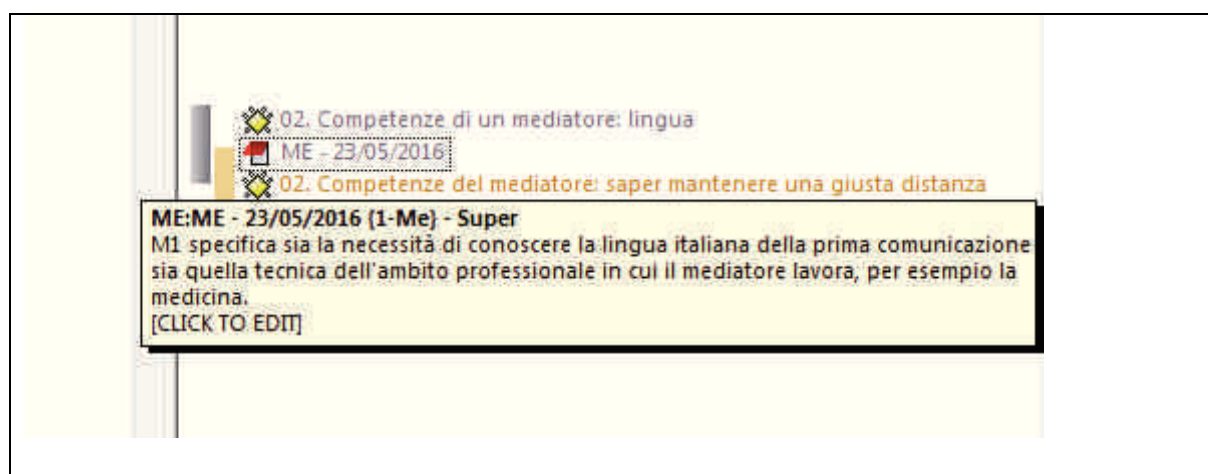 02. Competenze di un mediatore: lingua
ME - 23/05/2016
02. Competenze del mediatore: saper mantenere una giusta distanza
ME:ME - 23/05/2016 {1-Me} - Super
M1 specifica sia la necessità di conoscere la lingua italiana della prima comunicazione
sia quella tecnica dell'ambito professionale in cui il mediatore lavora, per esempio la
medicina.
[CLICK TO EDIT]